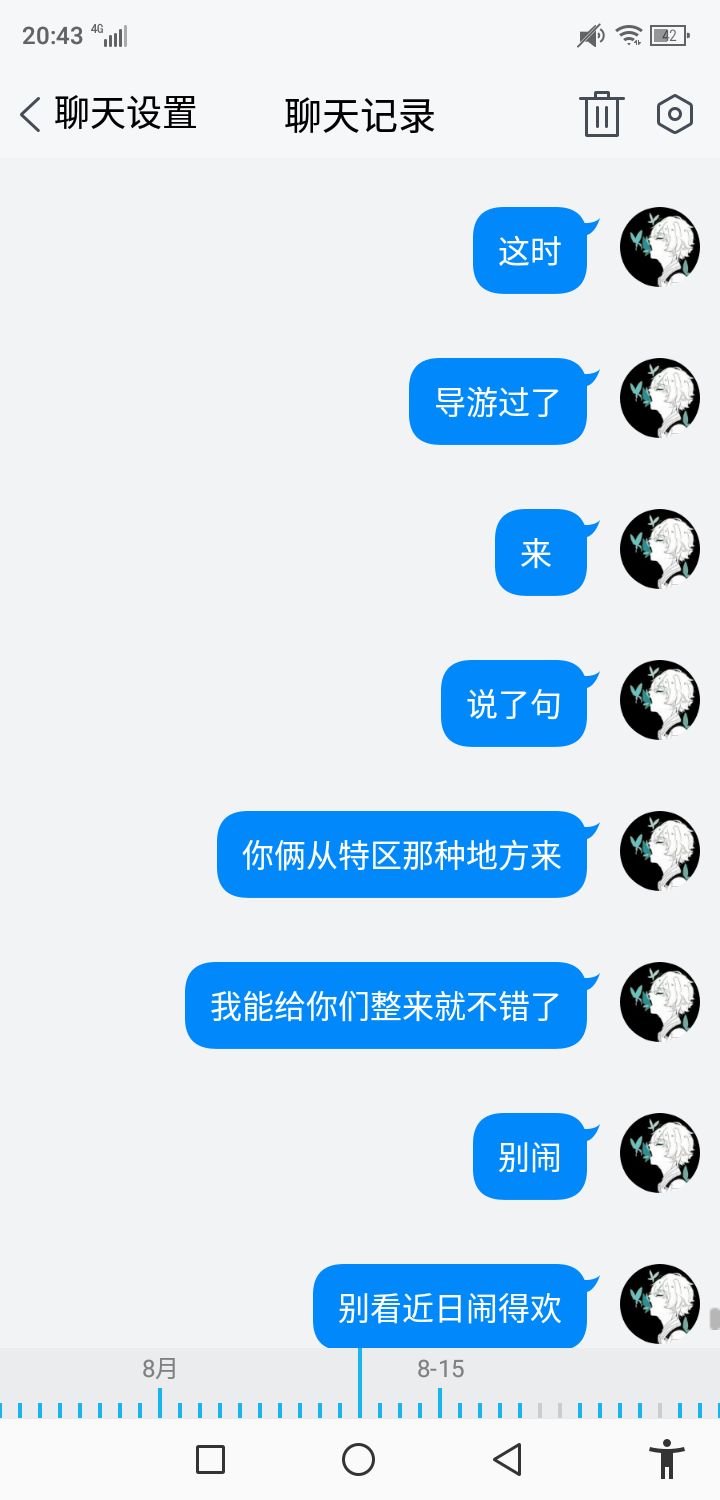 20:43 4G 42
聊天设置 聊天记录
这时
导游过了
来
说了句
你俩从特区那种地方来
我能给你们整来就不错了
别闹
别看近日闹得欢
8月 8-15